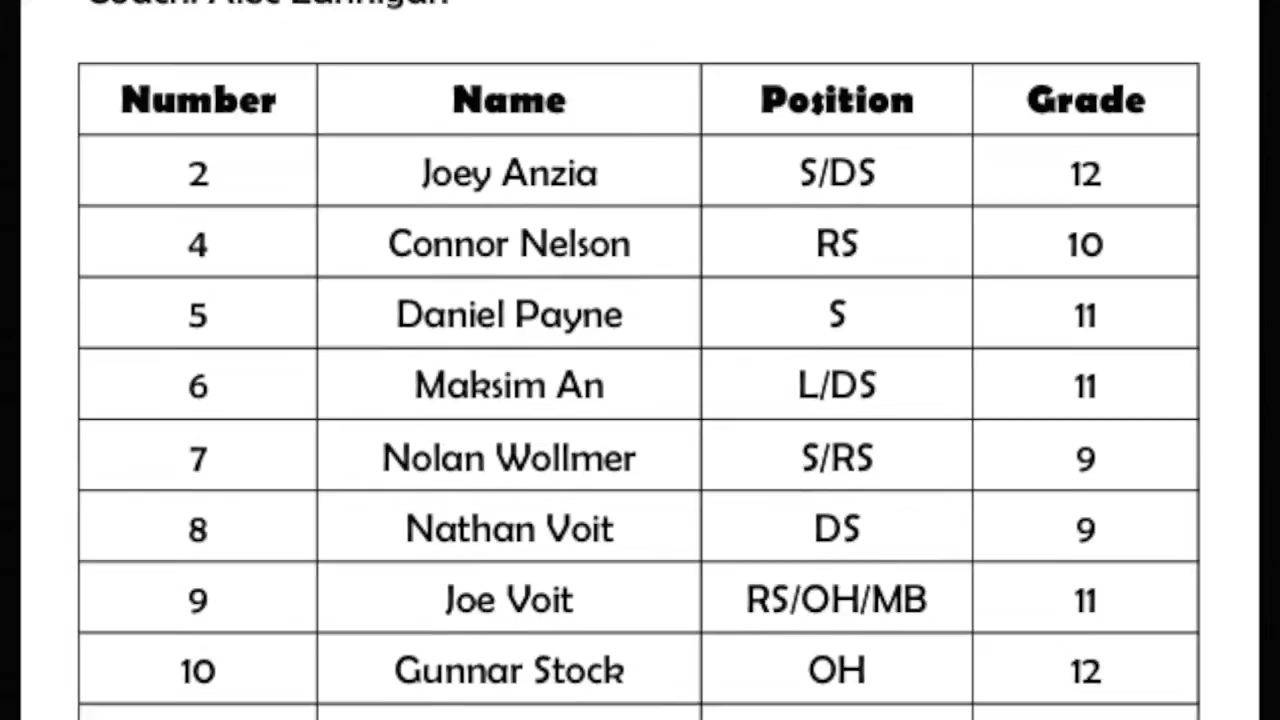 Number Name Position Grade
2 Joey Anzia S/DS 12
4 Connor Nelson RS 10
5 Daniel Payne S 11
6 Maksim An L/DS 11
7 Nolan Wollmer S/RS 9
8 Nathan Voit DS 9
9 Joe Voit RS/OH/MB 11
10 Gunnar Stock OH 12